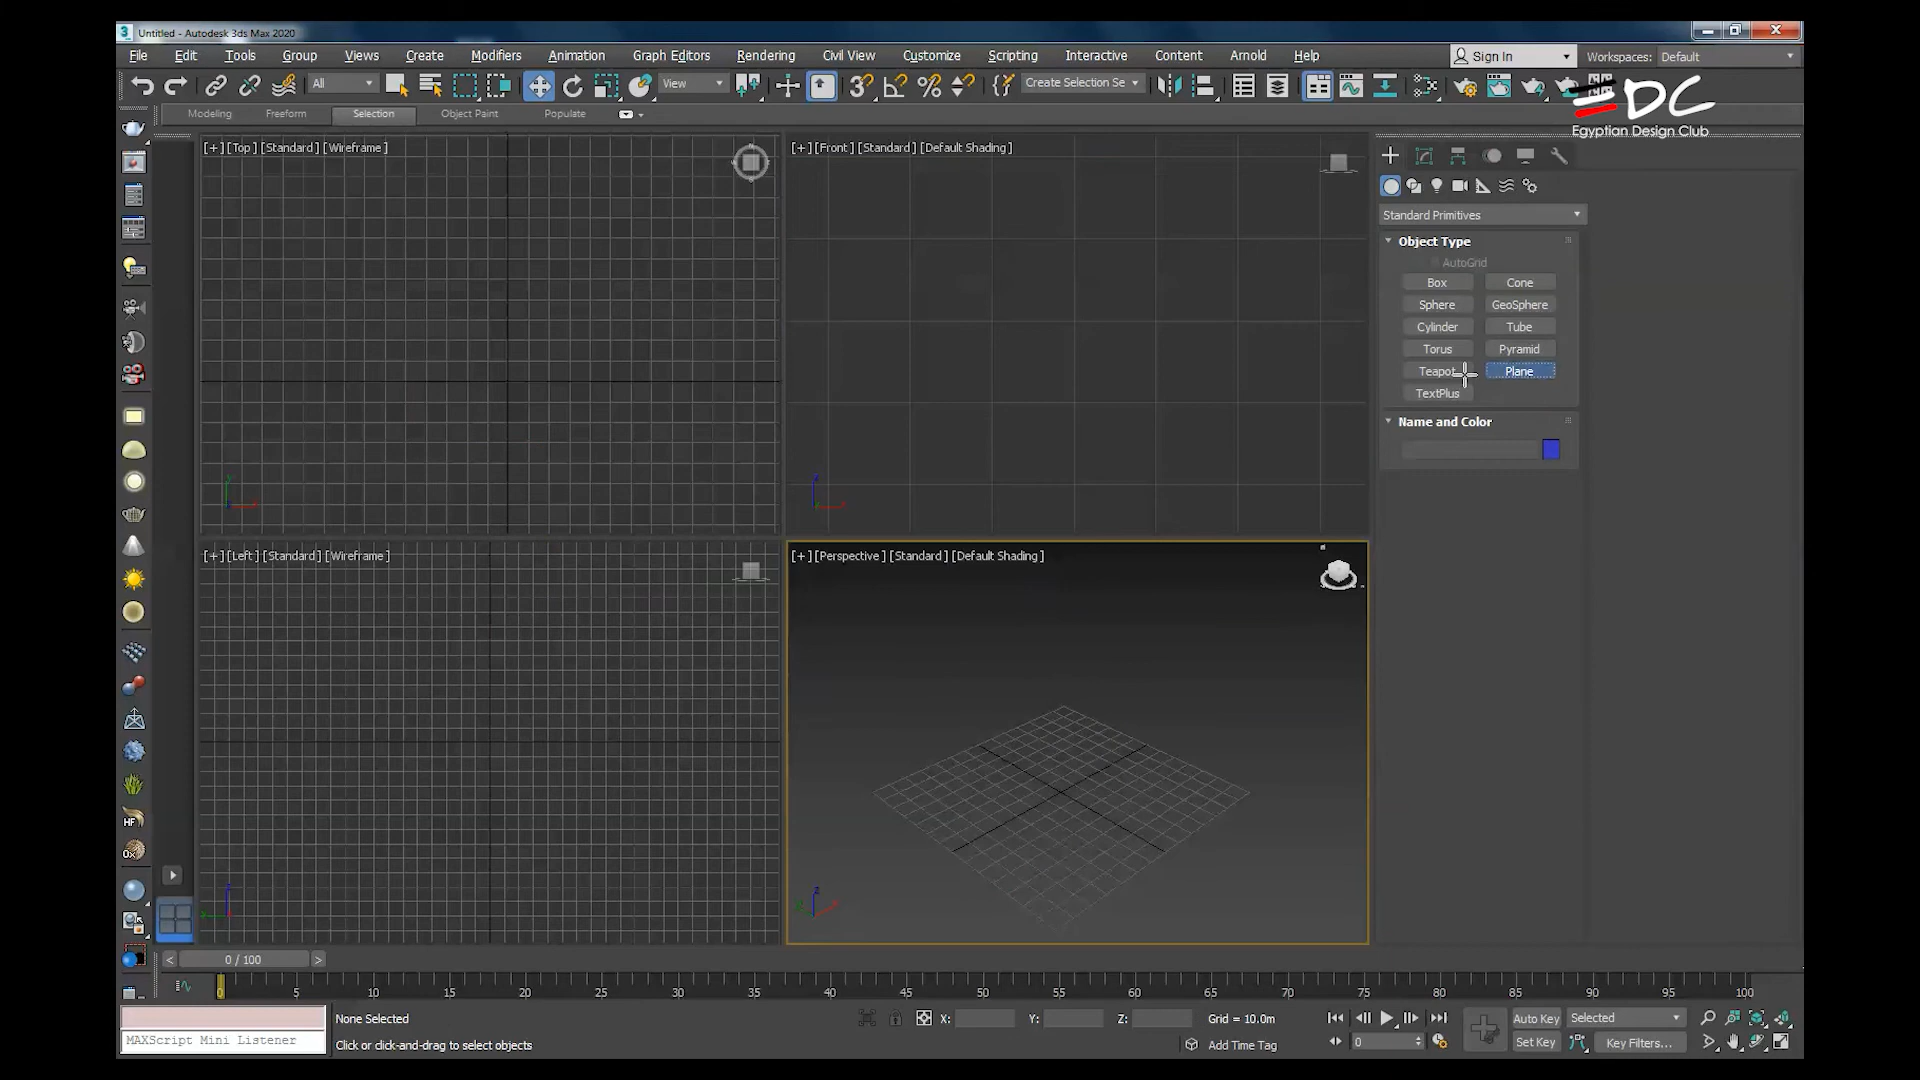 3 Untitled - Autodesk 3ds Max 2020
File Edit Tools Group Views Create Modifiers Animation Graph Editors Rendering Civil View Customize Scripting Interactive Content Arnold Help Sign In Workspaces: Default
All View Create Selection Se
Modeling Freeform Selection Object Paint Populate
DC
Egyptian Design Club
[+] [Top] [Standard] [Wireframe]
[+] [Front] [Standard] [Default Shading]
Standard Primitives
Object Type
AutoGrid
Box Cone
Sphere GeoSphere
Cylinder Tube
Torus Pyramid
Teapot Plane
TextPlus
Name and Color
[+] [Left] [Standard] [Wireframe]
[+] [Perspective] [Standard] [Default Shading]
HF
Ox
< 0 / 100 >
0 5 10 15 20 25 30 35 40 45 50 55 60 65 70 75 80 85 90 95 100
None Selected X: Y: Z: Grid = 10.0m Auto Key Selected
MAXScript Mini Listener Click or click-and-drag to select objects Add Time Tag 0 Set Key Key Filters...